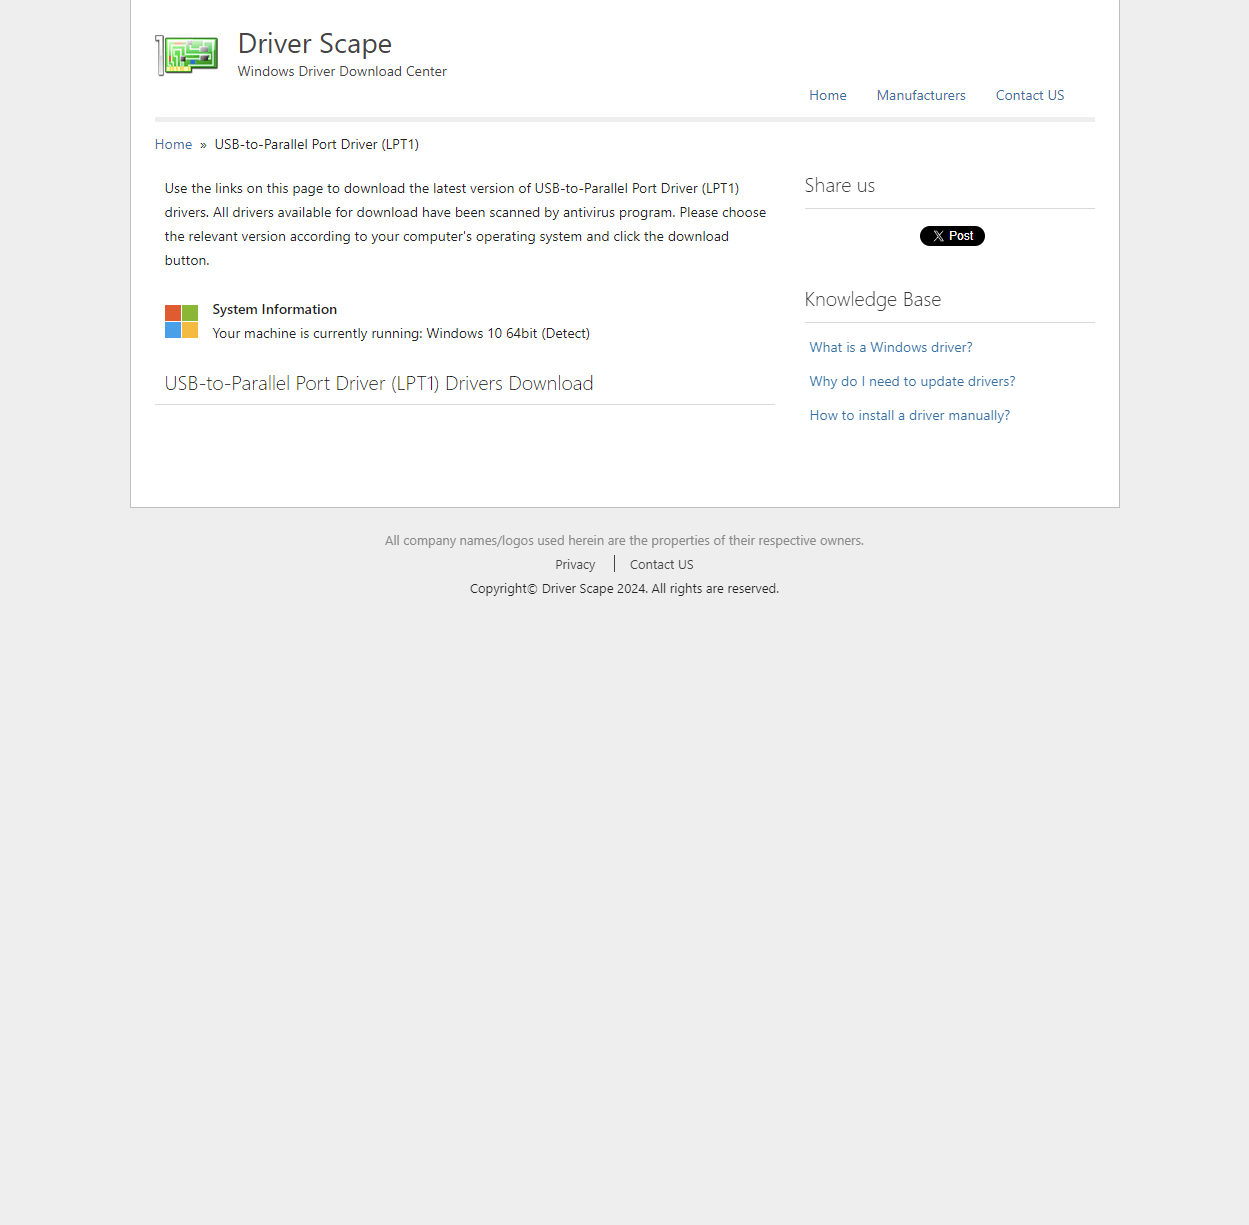 Driver Scape
Windows Driver Download Center
Home Manufacturers Contact US
Home » USB-to-Parallel Port Driver (LPT1)
Use the links on this page to download the latest version of USB-to-Parallel Port Driver (LPT1)
drivers. All drivers available for download have been scanned by antivirus program. Please choose
the relevant version according to your computer's operating system and click the download
button.
System Information
Your machine is currently running: Windows 10 64bit (Detect)
USB-to-Parallel Port Driver (LPT1) Drivers Download
Share us
X Post
Knowledge Base
What is a Windows driver?
Why do I need to update drivers?
How to install a driver manually?
All company names/logos used herein are the properties of their respective owners.
Privacy | Contact US
Copyright© Driver Scape 2024. All rights are reserved.